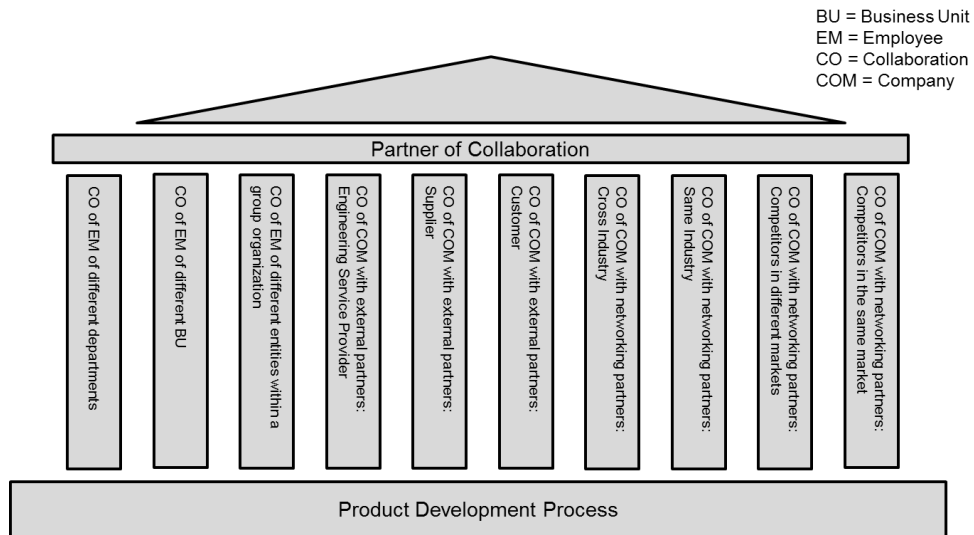 BU = Business Unit
EM = Employee
CO = Collaboration
COM = Company
Partner of Collaboration
CO of EM of different departments
CO of EM of different BU
CO of EM of different entities within a
group organization
CO of COM with external partners:
Engineering Service Provider
CO of COM with external partners:
Supplier
CO of COM with external partners:
Customer
CO of COM with networking partners:
Cross Industry
CO of COM with networking partners:
Same Industry
CO of COM with networking partners:
Competitors in different markets
CO of COM with networking partners:
Competitors in the same market
Product Development Process